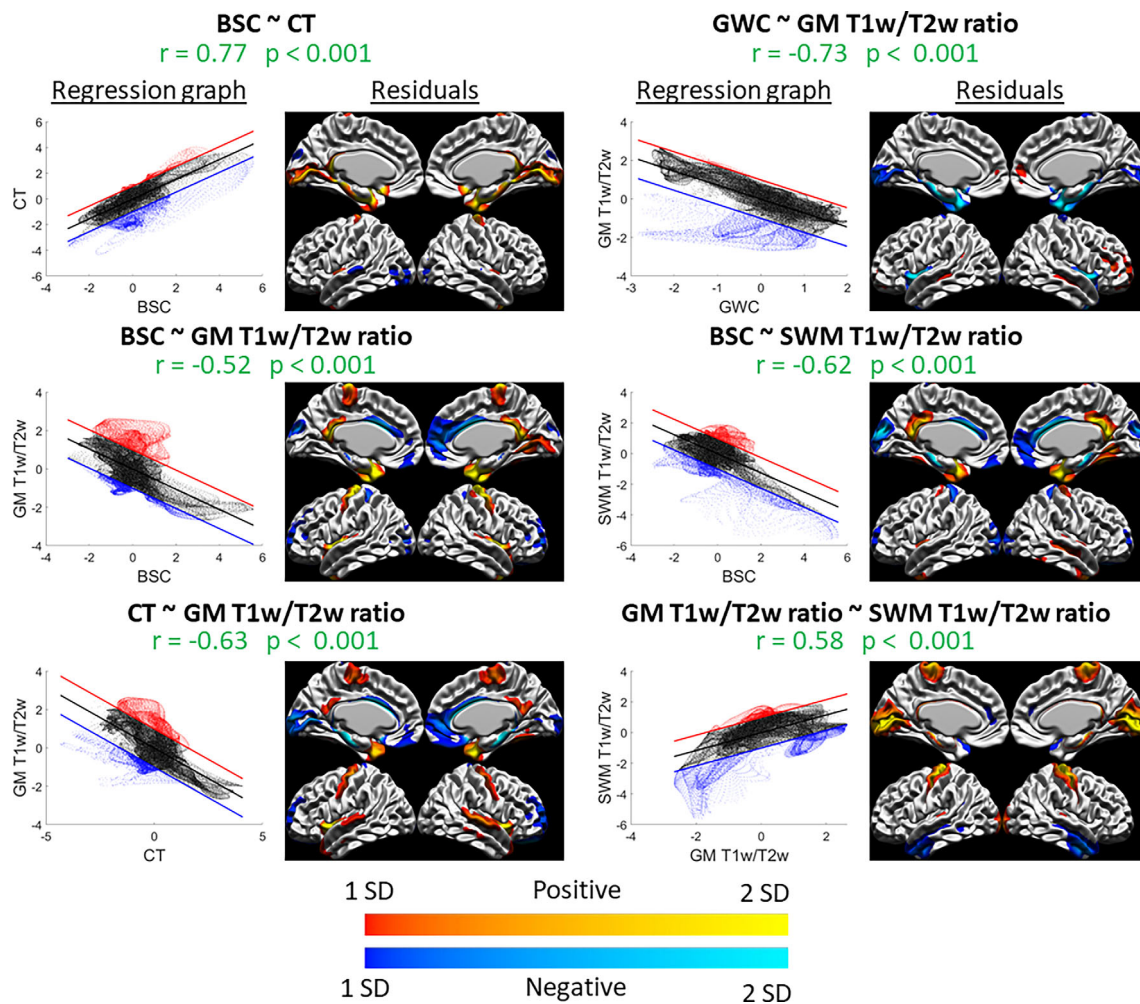 BSC ~ CT
r = 0.77 p < 0.001
Regression graph
Residuals
6
4
2
0
-2
-4
-6
CT
-4
-2
0
2
4
6
BSC
GWC ~ GM T1w/T2w ratio
r = -0.73 p < 0.001
Regression graph
Residuals
4
2
0
-2
-4
GM T1w/T2w
-3
-2
-1
0
1
2
GWC
BSC ~ GM T1w/T2w ratio
r = -0.52 p < 0.001
4
2
0
-2
-4
GM T1w/T2w
-4
-2
0
2
4
6
BSC
BSC ~ SWM T1w/T2w ratio
r = -0.62 p < 0.001
4
2
0
-2
-4
-6
SWM T1w/T2w
-4
-2
0
2
4
6
BSC
CT ~ GM T1w/T2w ratio
r = -0.63 p < 0.001
4
2
0
-2
-4
GM T1w/T2w
-5
0
5
CT
GM T1w/T2w ratio ~ SWM T1w/T2w ratio
r = 0.58 p < 0.001
4
2
0
-2
-4
-6
SWM T1w/T2w
-4
-2
0
2
GM T1w/T2w
1 SD
Positive
2 SD
1 SD
Negative
2 SD